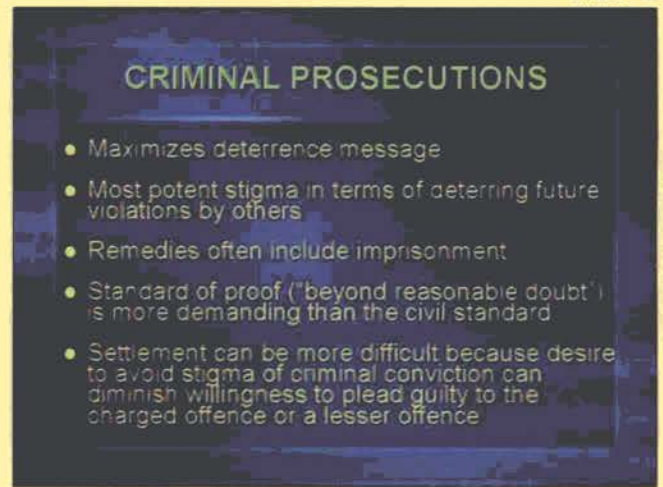 CRIMINAL PROSECUTIONS
• Maximizes deterrence message
• Most potent stigma in terms of deterring future
violations by others
• Remedies often include imprisonment
• Standard of proof ("beyond reasonable doubt")
is more demanding than the civil standard
• Settlement can be more difficult because desire
to avoid stigma of criminal conviction can
diminish willingness to plead guilty to the
charged offence or a lesser offence